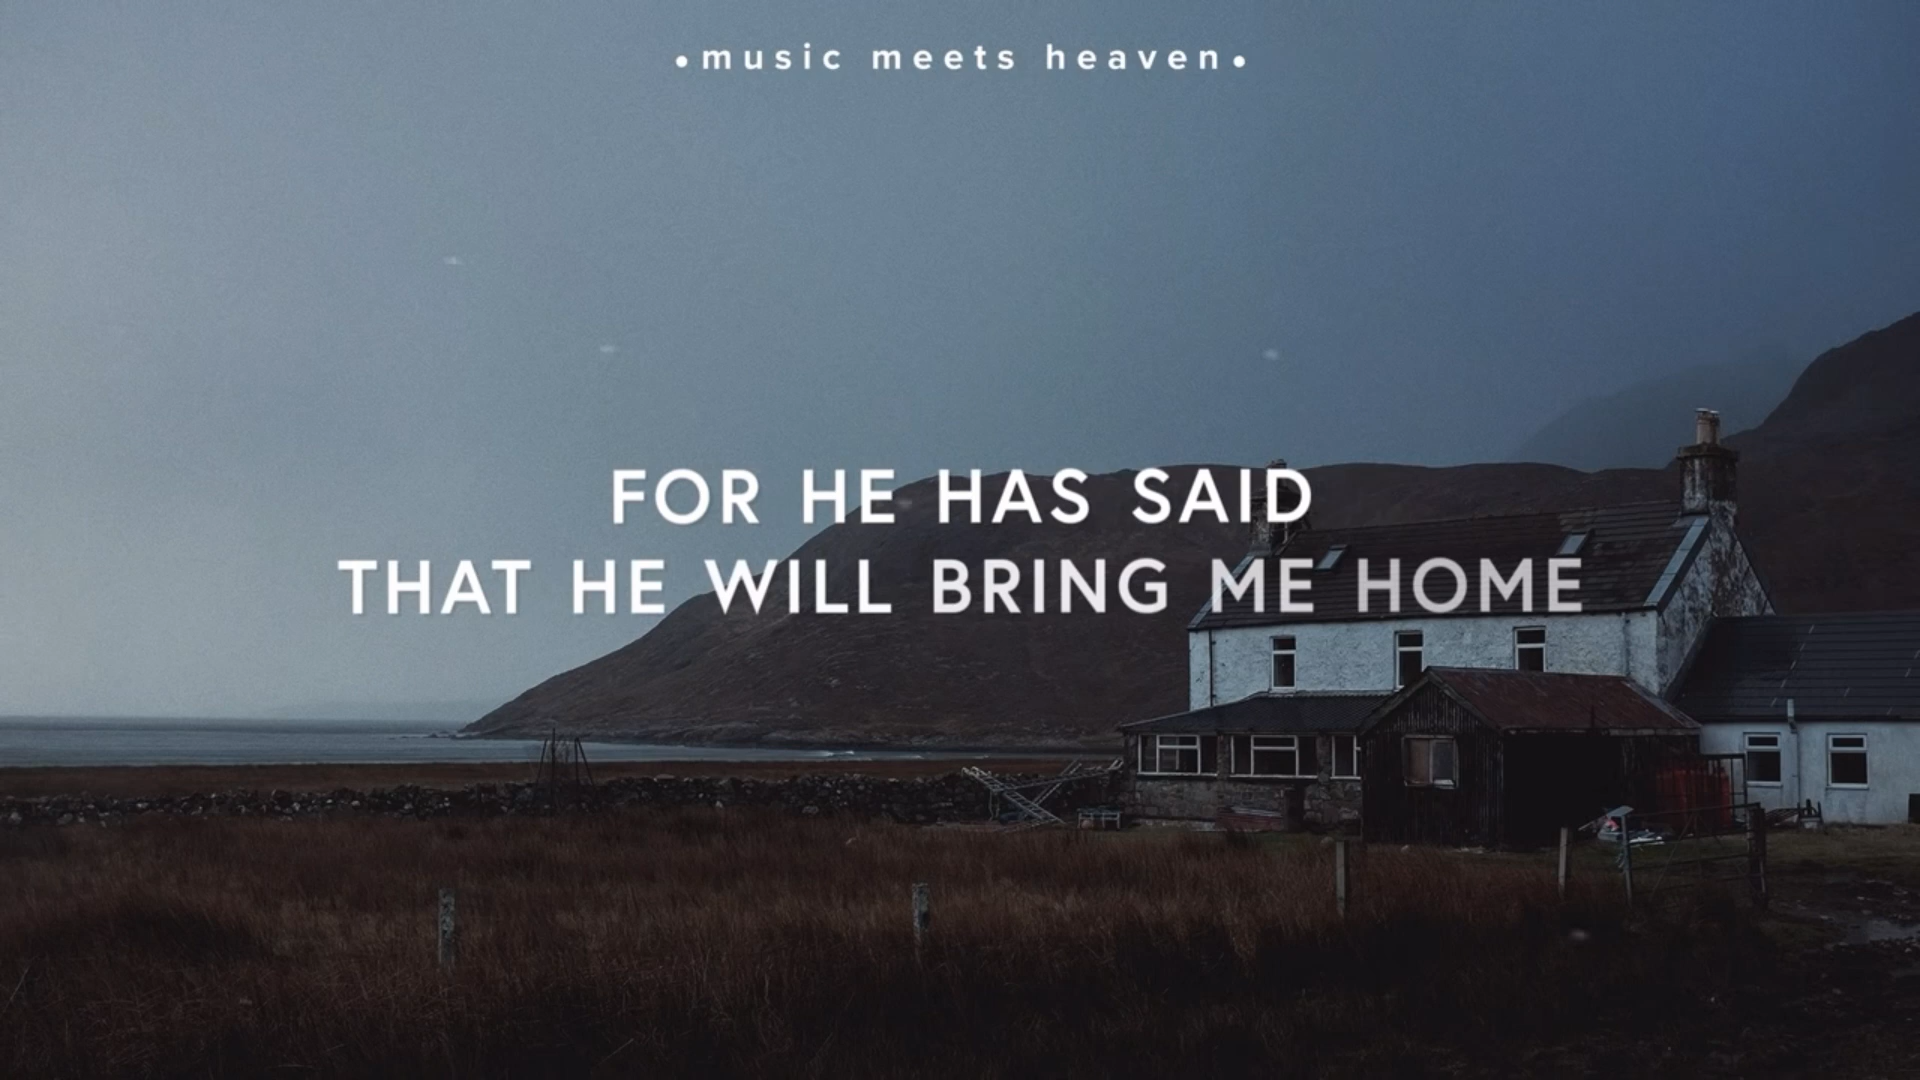 •music meets heaven•
FOR HE HAS SAID
THAT HE WILL BRING ME HOME